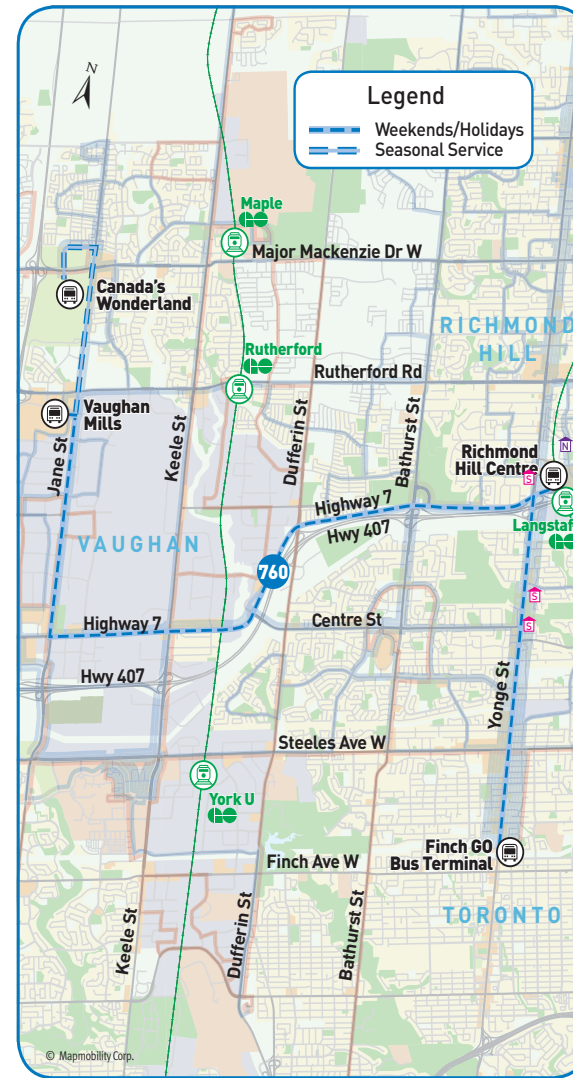 N
Legend
Weekends/Holidays
Seasonal Service
Maple
Major Mackenzie Dr W
Canada's
Wonderland
RICHMOND
HILL
Rutherford
Rutherford Rd
Vaughan
Mills
Jane St
Keele St
Dufferin St
Bathurst St
N
Richmond
Hill Centre
S
Highway 7
Hwy 407
Langstaf
VAUGHAN
760
S
Highway 7
Centre St
S
Hwy 407
Yonge St
Steeles Ave W
York U
Finch GO
Bus Terminal
Finch Ave W
Keele St
Dufferin St
Bathurst St
TORONTO
© Mapmobility Corp.